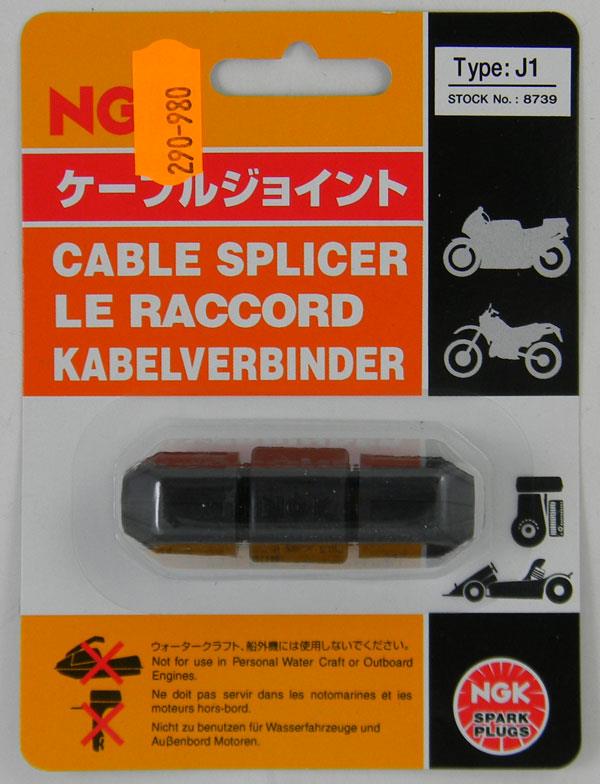 NGK
290-980
Type: J1
STOCK No.: 8739
ケーブルジョイント
CABLE SPLICER
LE RACCORD
KABELVERBINDER
NGK
ウォータークラフト、船外機には使用しないでください。
Not for use in Personal Water Craft or Outboard
Engines.
Ne doit pas servir dans les notomarines et ies
moteurs hors-bord.
Nicht zu benutzen für Wasserfahrzeuge und
Außenbord Motoren.
NGK
SPARK
PLUGS